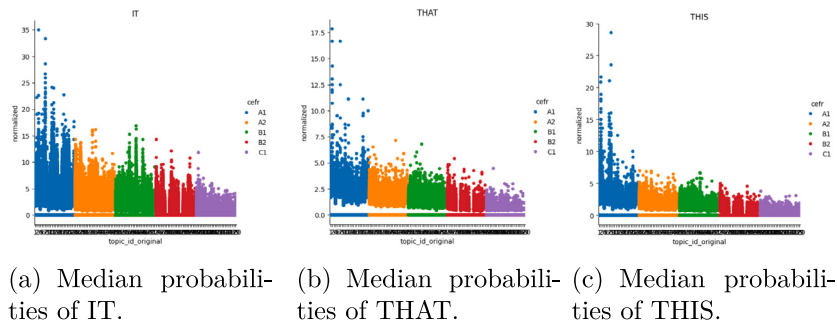 IT
35
30
25
20
15
10
5
0
normalized
topic_id_original
cefr
A1
A2
B1
B2
C1
THAT
17.5
15.0
12.5
10.0
7.5
5.0
2.5
0.0
normalized
topic_id_original
cefr
A1
A2
B1
B2
C1
THIS
30
25
20
15
10
5
0
normalized
topic_id_original
cefr
A1
A2
B1
B2
C1
(a) Median probabili-
ties of IT.
(b) Median probabili-
ties of THAT.
(c) Median probabili-
ties of THIS.